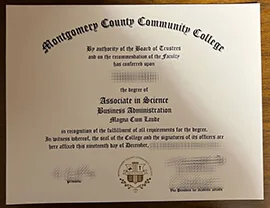 Montgomery County Community College
By authority of the Board of Trustees
and on the recommendation of the Faculty
has conferred upon
the degree of
Associate in Science
Business Administration
Magna Cum Laude
in recognition of the fulfillment of all requirements for the degree.
In witness whereof, the seal of the College and the signatures of its officers are
here affixed this nineteenth day of December,